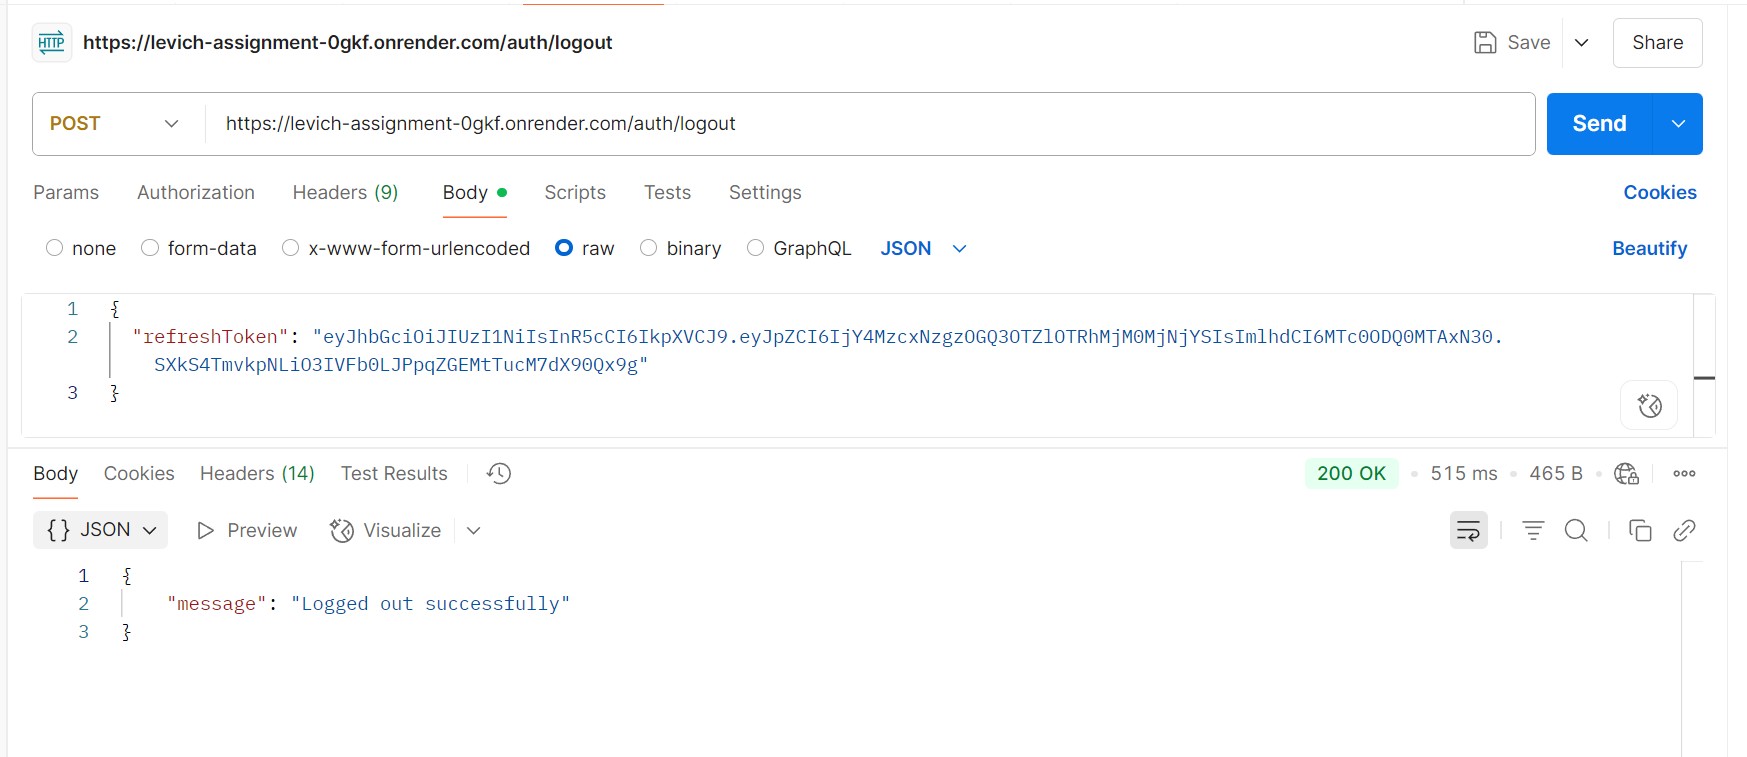 HTTP https://levich-assignment-0gkf.onrender.com/auth/logout Save Share
POST https://levich-assignment-0gkf.onrender.com/auth/logout Send
Params Authorization Headers (9) Body Scripts Tests Settings Cookies
none form-data x-www-form-urlencoded raw binary GraphQL JSON Beautify
1 {
2 "refreshToken": "eyJhbGciOiJIUzI1NiIsInR5cCI6IkpXVCJ9.eyJpZCI6IjY4MzcxNzgzOGQ3OTZlOTRhMjM0MjNjYSIsImlhdCI6MTc0ODQ0MTAxN30.
SXkS4TmvkpNLiO3IVFb0LJPpqZGEMtTucM7dX90Qx9g"
3 }
Body Cookies Headers (14) Test Results 200 OK 515 ms 465 B
{} JSON Preview Visualize
1 {
2 "message": "Logged out successfully"
3 }